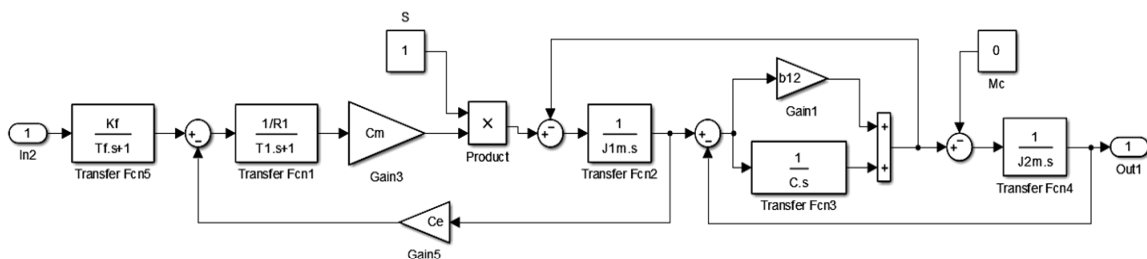 S
1
0
Mc
b12
Gain1
1
In2
Kf
Tf.s+1
Transfer Fcn5
+
-
1/R1
T1.s+1
Transfer Fcn1
Cm
Gain3
×
Product
+
-
1
J1m.s
Transfer Fcn2
+
-
1
C.s
Transfer Fcn3
+
+
+
-
1
J2m.s
Transfer Fcn4
1
Out1
Ce
Gain5